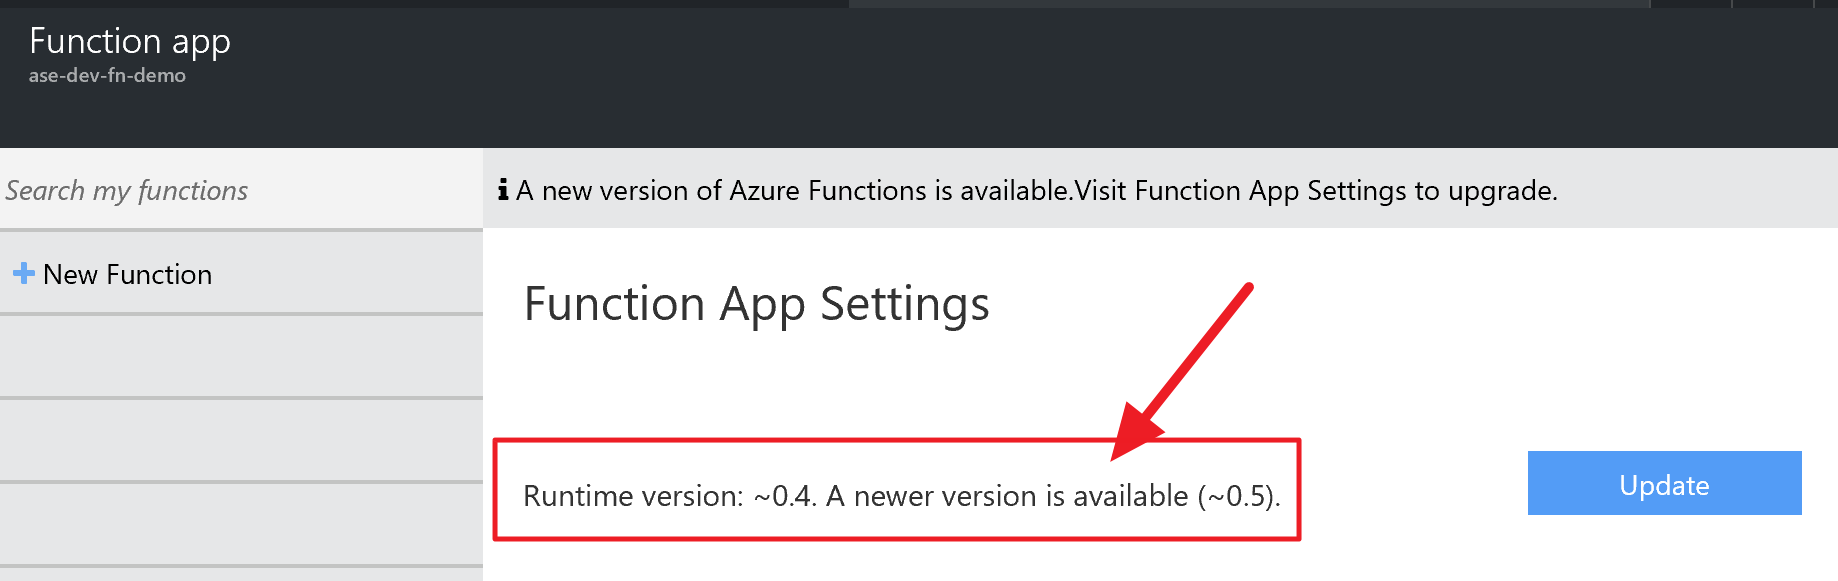 Function app
ase-dev-fn-demo
Search my functions
A new version of Azure Functions is available.Visit Function App Settings to upgrade.
New Function
Function App Settings
Runtime version: ~0.4. A newer version is available (~0.5).
Update